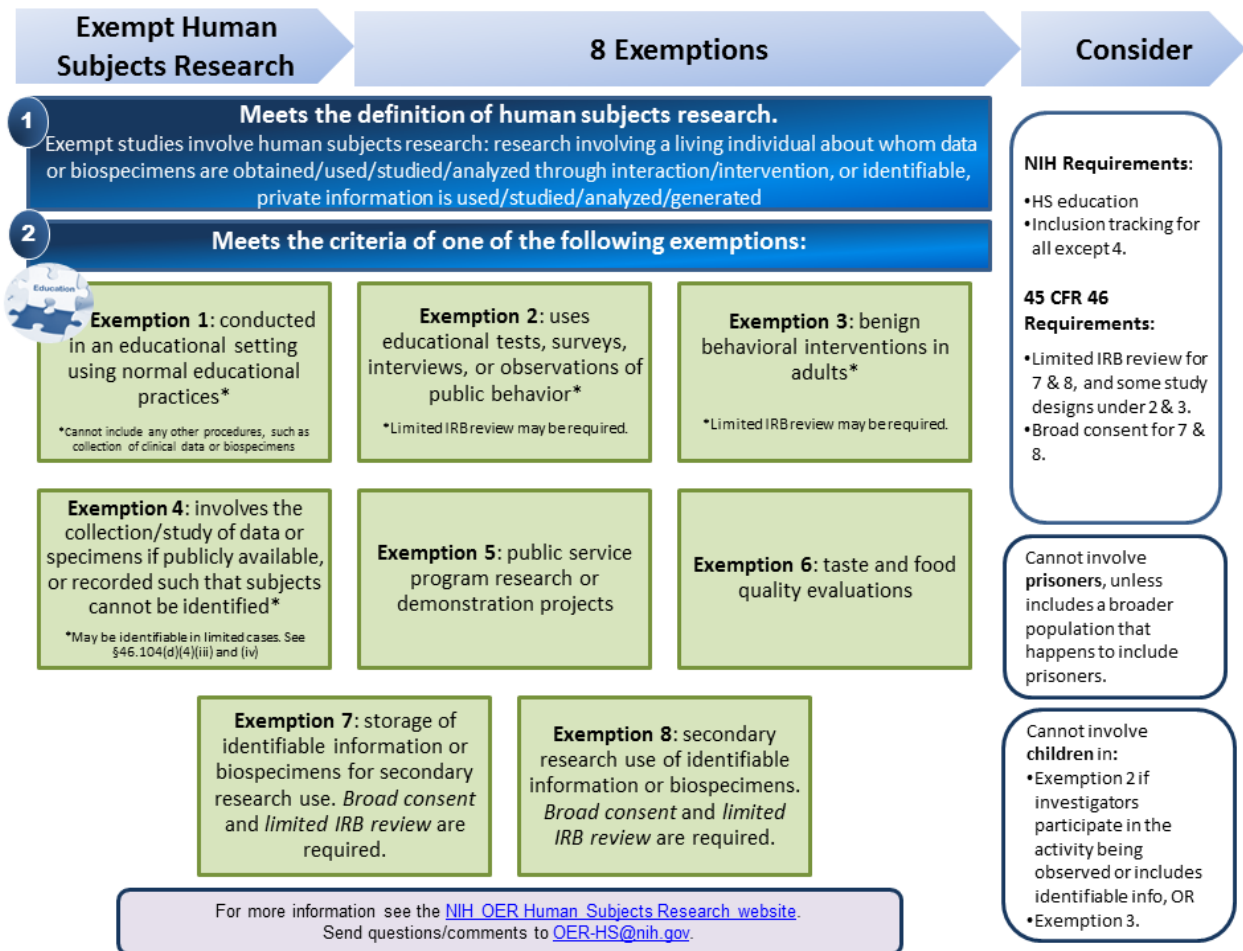 Exempt Human
Subjects Research
8 Exemptions
Consider
1
Meets the definition of human subjects research.
Exempt studies involve human subjects research: research involving a living individual about whom data
or biospecimens are obtained/used/studied/analyzed through interaction/intervention, or identifiable,
private information is used/studied/analyzed/generated
2
Meets the criteria of one of the following exemptions:
Education
Exemption 1: conducted
in an educational setting
using normal educational
practices*
*Cannot include any other procedures, such as
collection of clinical data or biospecimens
Exemption 2: uses
educational tests, surveys,
interviews, or observations of
public behavior*
*Limited IRB review may be required.
Exemption 3: benign
behavioral interventions in
adults*
*Limited IRB review may be required.
Exemption 4: involves the
collection/study of data or
specimens if publicly available,
or recorded such that subjects
cannot be identified*
*May be identifiable in limited cases. See
§46.104(d)(4)(iii) and (iv)
Exemption 5: public service
program research or
demonstration projects
Exemption 6: taste and food
quality evaluations
Exemption 7: storage of
identifiable information or
biospecimens for secondary
research use. Broad consent
and limited IRB review are
required.
Exemption 8: secondary
research use of identifiable
information or biospecimens.
Broad consent and limited
IRB review are required.
For more information see the NIH OER Human Subjects Research website.
Send questions/comments to OER-HS@nih.gov.
NIH Requirements:
•HS education
•Inclusion tracking for
all except 4.
45 CFR 46
Requirements:
•Limited IRB review for
7 & 8, and some study
designs under 2 & 3.
•Broad consent for 7 &
8.
Cannot involve
prisoners, unless
includes a broader
population that
happens to include
prisoners.
Cannot involve
children in:
•Exemption 2 if
investigators
participate in the
activity being
observed or includes
identifiable info, OR
•Exemption 3.